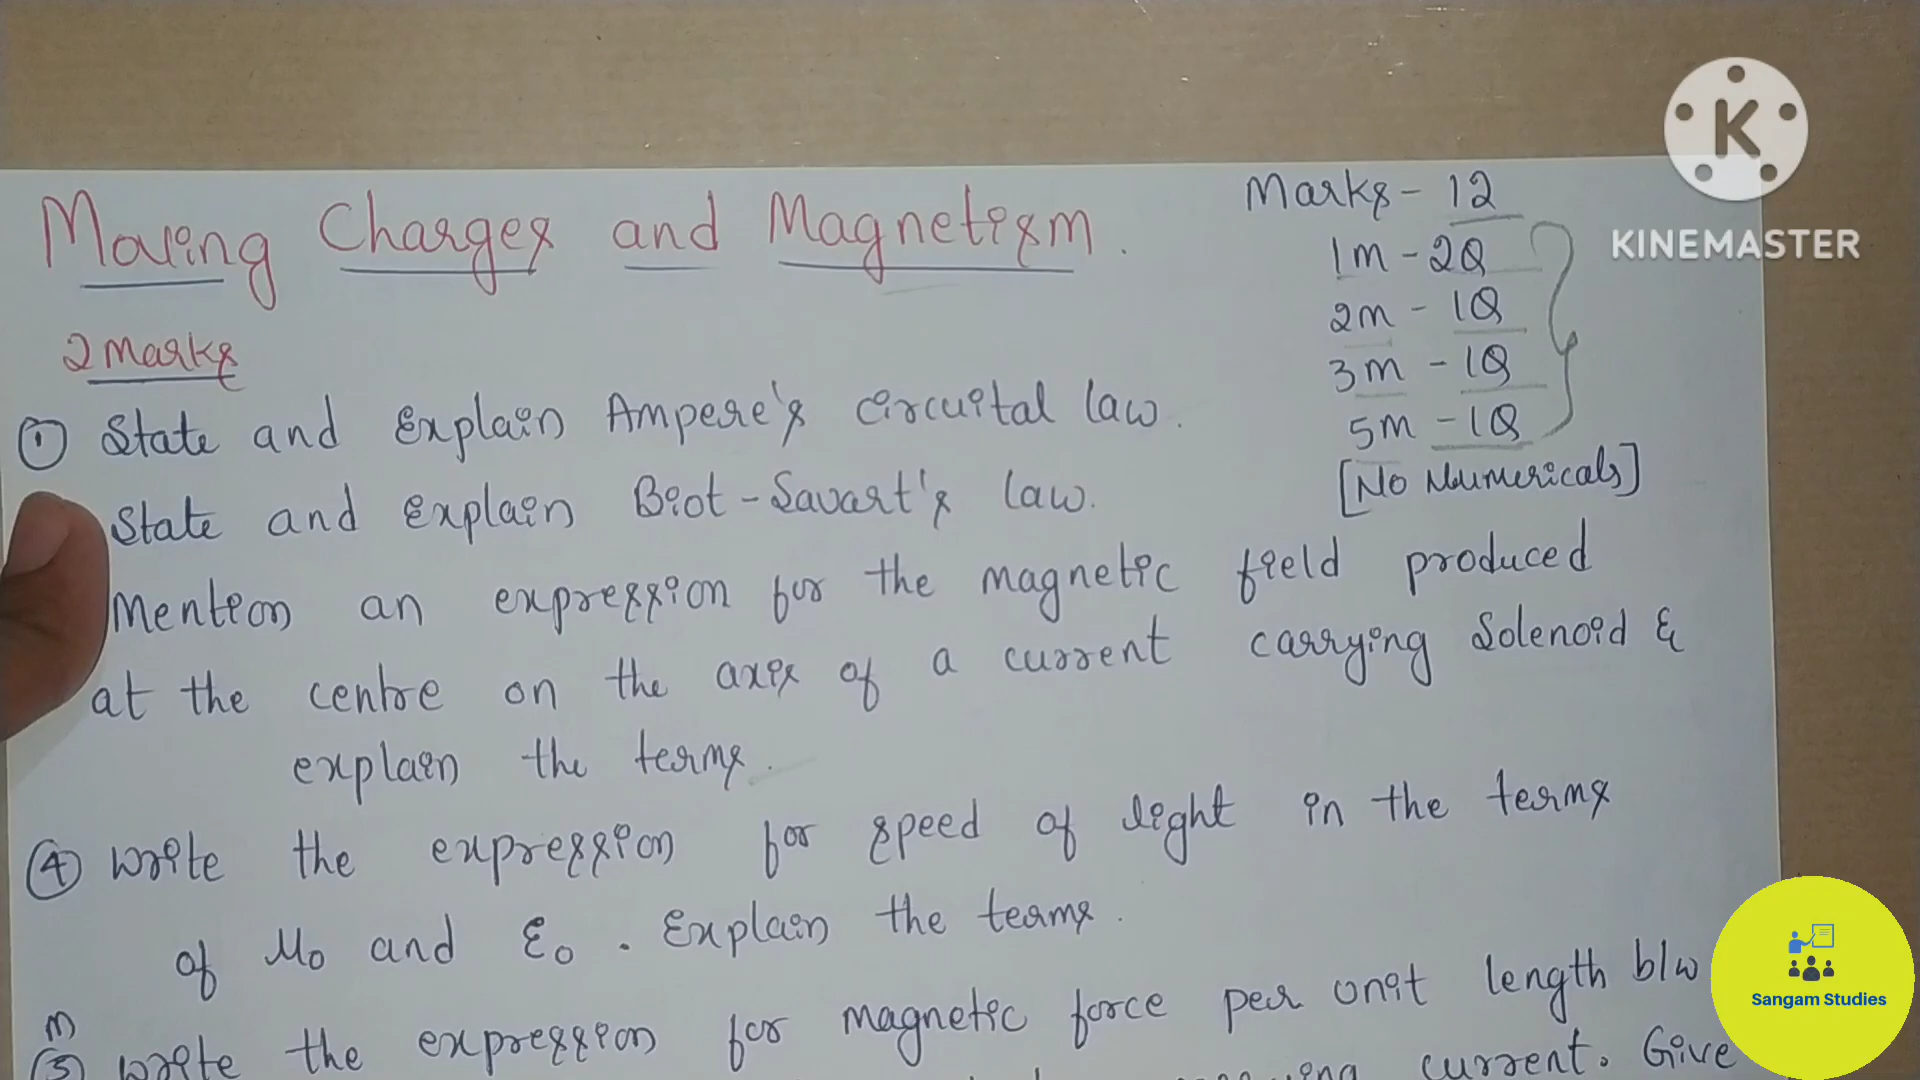 Moving Charges and Magnetism.
Marks - 12
1m - 2Q
2m - 1Q
3m - 1Q
5m - 1Q
[No Numericals]
KINEMASTER
2 Marks
① State and explain Ampere's circuital law.
State and explain Biot-Savart's law.
Mention an expression for the magnetic field produced
at the centre on the axis of a current carrying Solenoid &
explain the terms.
④ Write the expression for speed of light in the terms
of μ₀ and ε₀. Explain the terms.
m
⑤ Write the expression for magnetic force per unit length b/w
current. Give
Sangam Studies